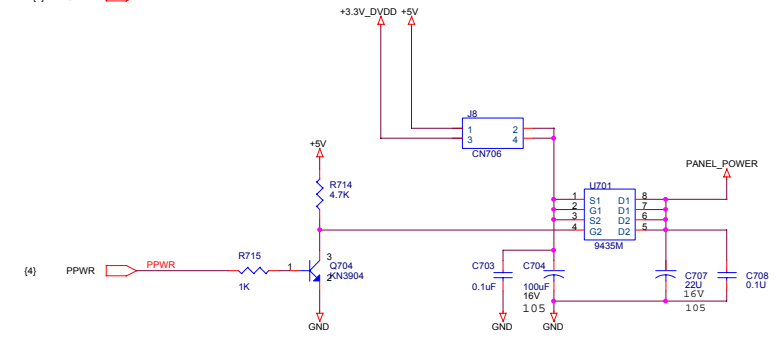 +3.3V_DVDD +5V
J8
1 2
3 4
CN706
+5V
R714
4.7K
PANEL_POWER
U701
1 S1 D1 8
2 G1 D1 7
3 S2 D2 6
4 G2 D2 5
9435M
{4} PPWR PPWR
R715
1K
1
3
Q704
2
KN3904
GND
C703
0.1uF
C704
100uF
16V
105
GND GND
C707
22U
16V
105
C708
0.1U